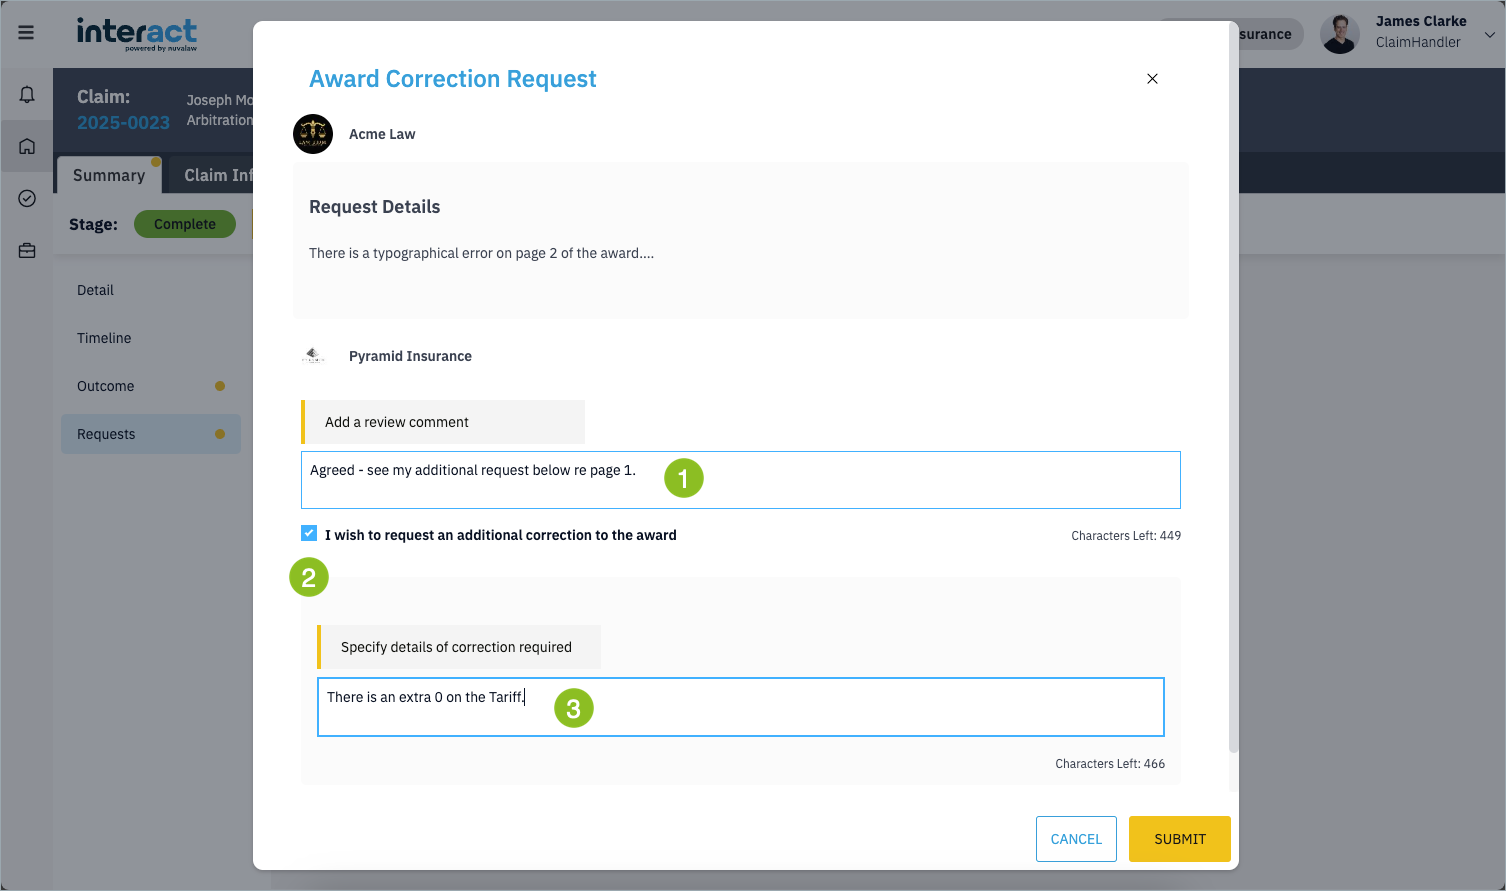 interact
powered by nuvalaw
surance
James Clarke
ClaimHandler
Claim:
2025-0023
Joseph Mo
Arbitration
Summary
Claim Inf
Stage:
Complete
Detail
Timeline
Outcome
Requests
Award Correction Request
Acme Law
Request Details
There is a typographical error on page 2 of the award....
Pyramid Insurance
Add a review comment
Agreed - see my additional request below re page 1.
1
I wish to request an additional correction to the award
Characters Left: 449
2
Specify details of correction required
There is an extra 0 on the Tariff.
3
Characters Left: 466
CANCEL
SUBMIT